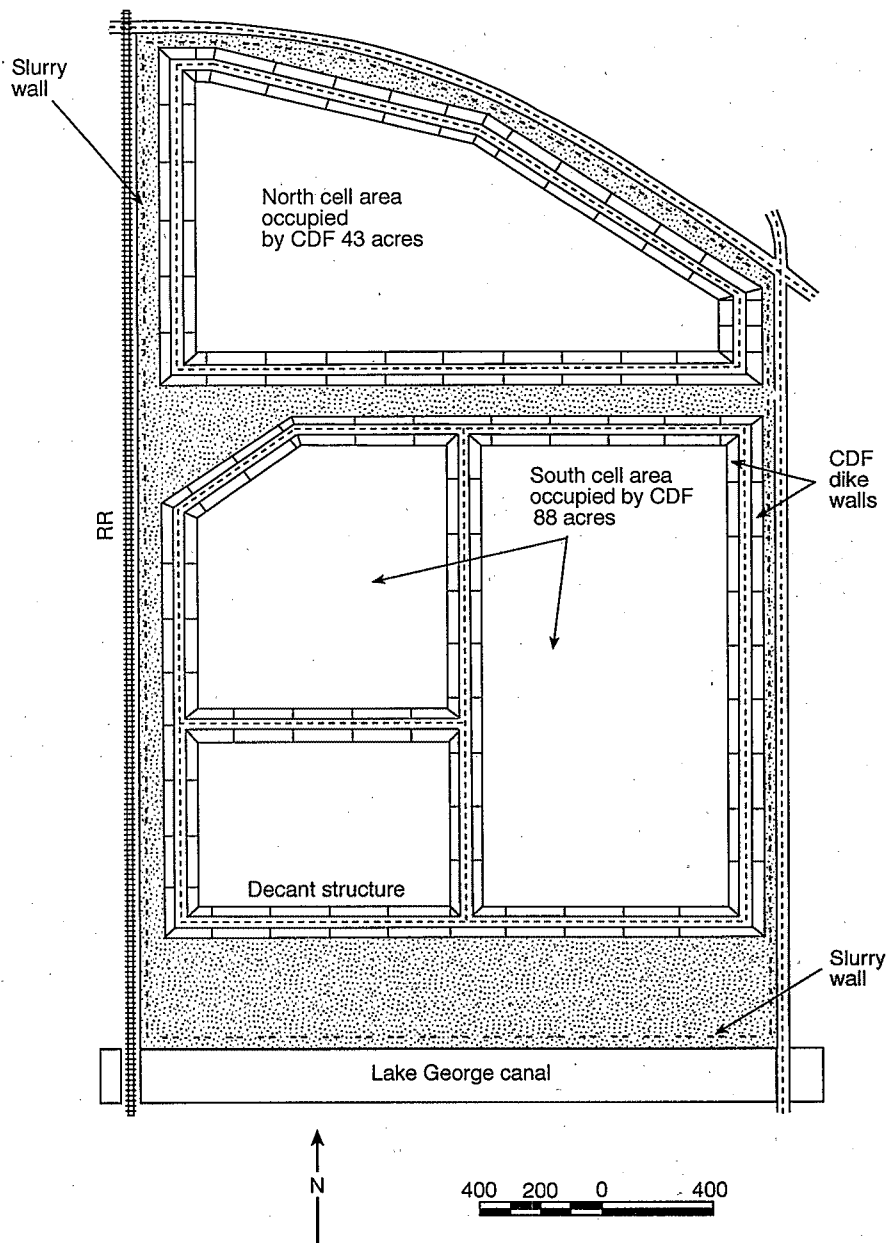 Slurry
wall
North cell area
occupied
by CDF 43 acres
RR
South cell area
occupied by CDF
88 acres
CDF
dike
walls
Decant structure
Slurry
wall
Lake George canal
N
400 200 0 400